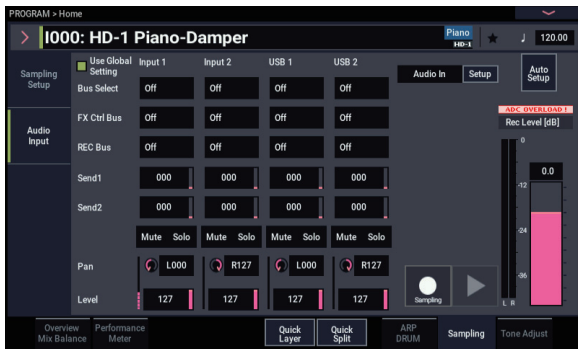 PROGRAM > Home
I000: HD-1 Piano-Damper
Piano
HD-1
♩ 120.00
Sampling Setup
Audio Input
Use Global Setting
Input 1 Input 2 USB 1 USB 2
Audio In Setup
Auto Setup
Bus Select Off Off Off Off
FX Ctrl Bus Off Off Off Off
REC Bus Off Off Off Off
Send1 000 000 000 000
Send2 000 000 000 000
Mute Solo Mute Solo Mute Solo Mute Solo
Pan L000 R127 L000 R127
Level 127 127 127 127
ADC OVERLOAD !
Rec Level [dB]
0
-12
-24
-36
L R
0.0
Sampling
Overview Mix Balance
Performance Meter
Quick Layer
Quick Split
ARP DRUM
Sampling
Tone Adjust